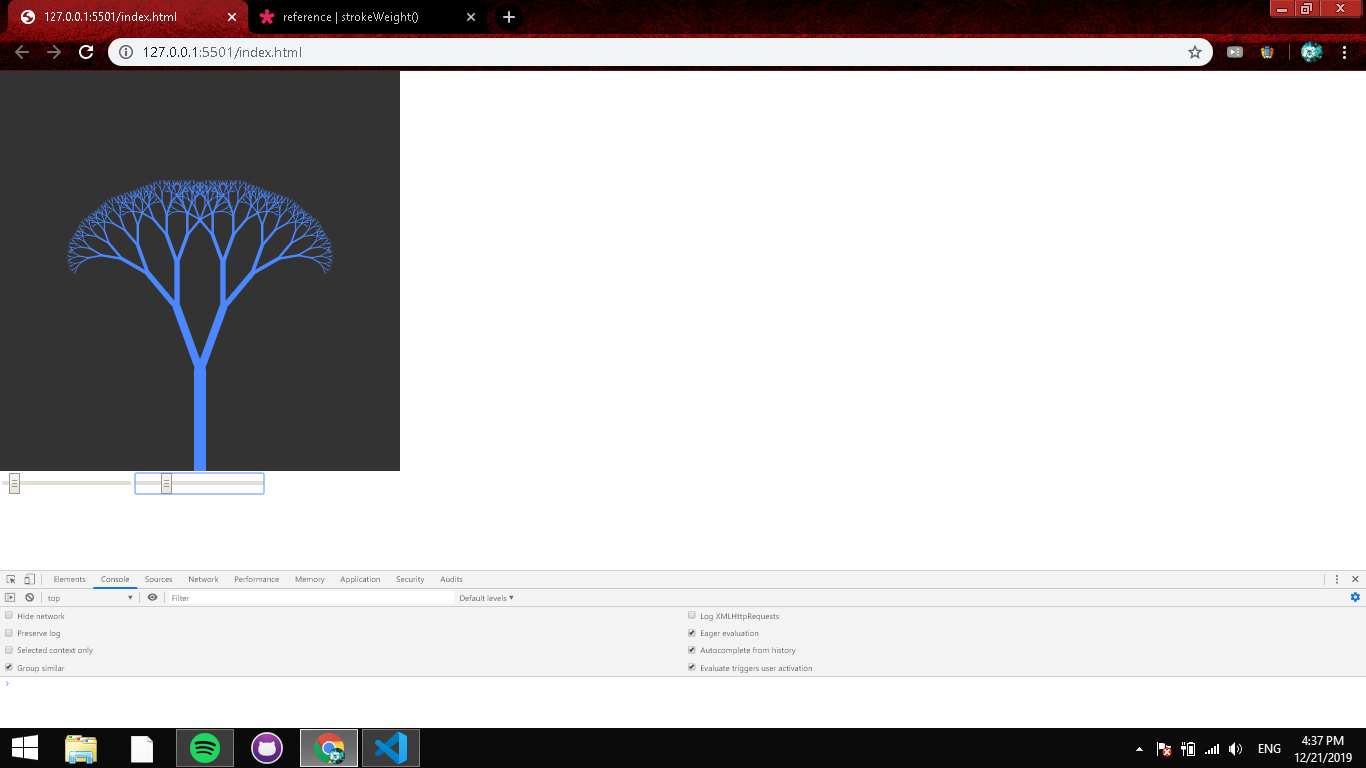 127.0.0.1:5501/index.html reference | strokeWeight()
127.0.0.1:5501/index.html
Elements Console Sources Network Performance Memory Application Security Audits
top Filter Default levels
Hide network Log XMLHttpRequests
Preserve log Eager evaluation
Selected context only Autocomplete from history
Group similar Evaluate triggers user activation
ENG 4:37 PM
12/21/2019